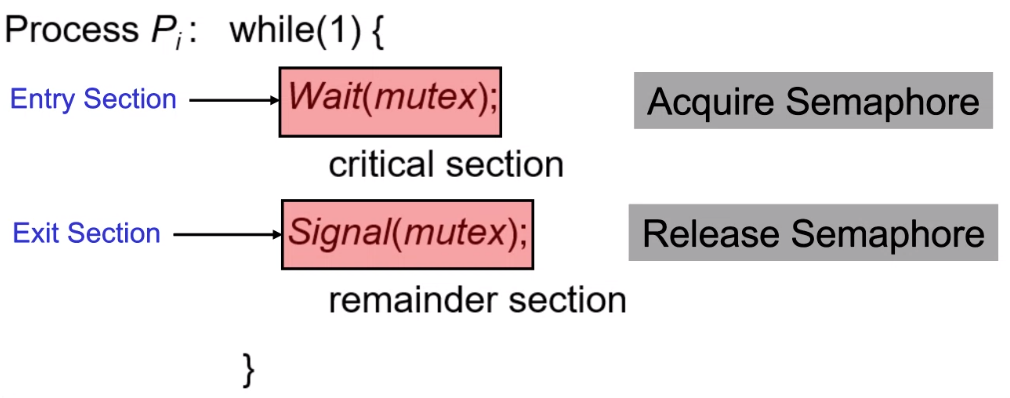 Process Pi: while(1) {
Entry Section Wait(mutex); Acquire Semaphore
critical section
Exit Section Signal(mutex); Release Semaphore
remainder section
}